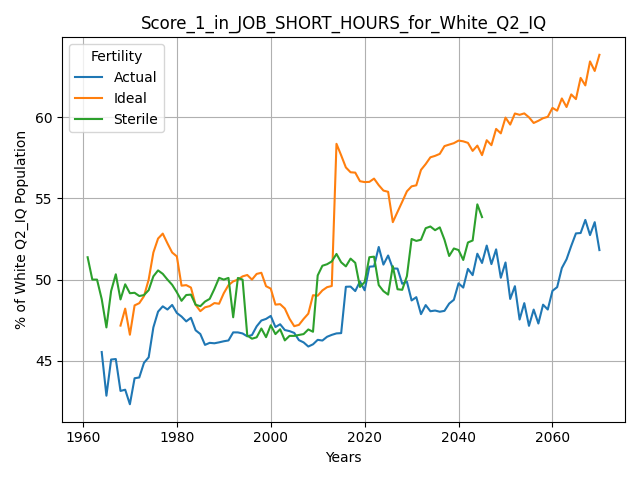 Score_1_in_JOB_SHORT_HOURS_for_White_Q2_IQ
Fertility
Actual
Ideal
Sterile
% of White Q2_IQ Population
60
55
50
45
1960
1980
2000
2020
2040
2060
Years